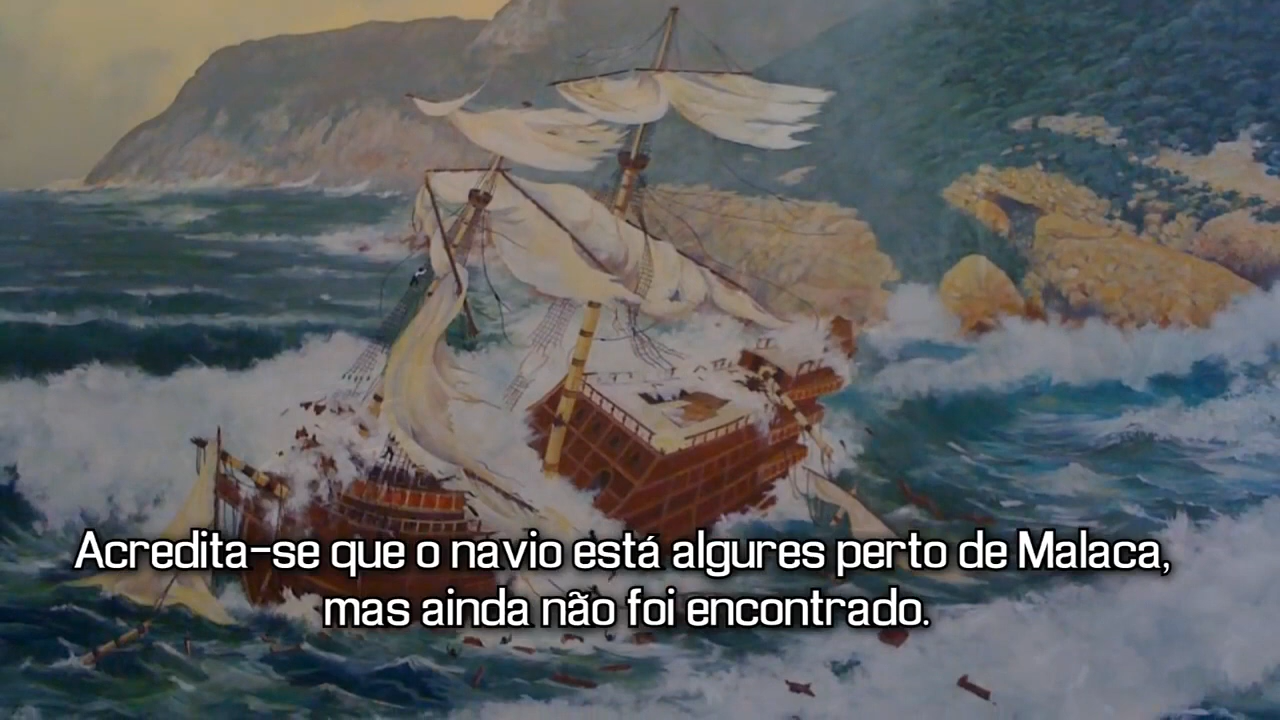 Acredita-se que o navio está algures perto de Malaca,
mas ainda não foi encontrado.